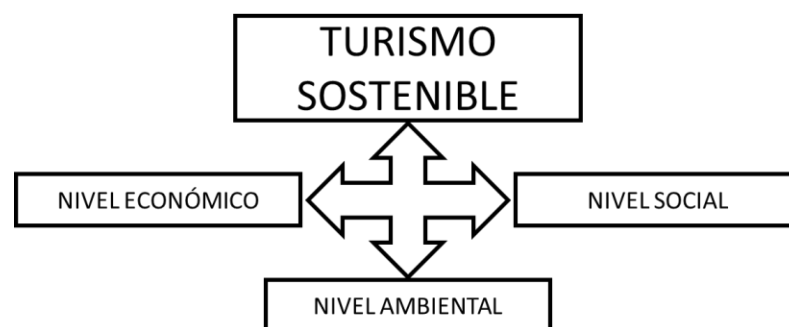 TURISMO
SOSTENIBLE
NIVEL ECONÓMICO
NIVEL SOCIAL
NIVEL AMBIENTAL